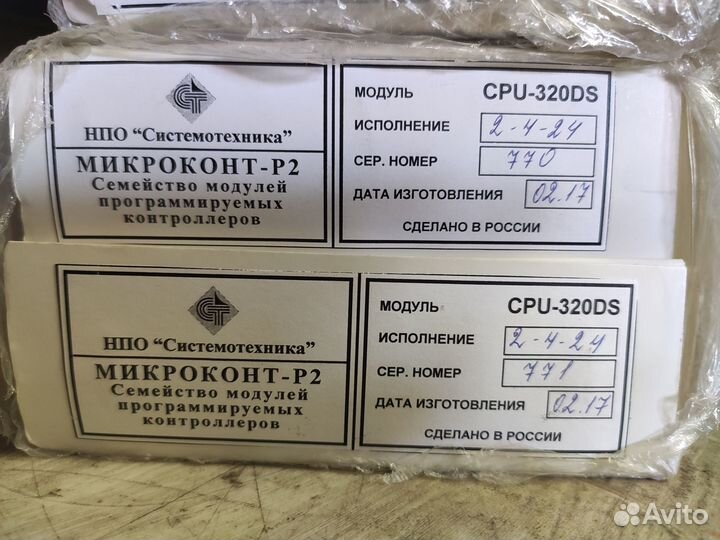 НПО “Системотехника”
МИКРОКОНТ-Р2
Семейство модулей
программируемых
контроллеров
МОДУЛЬ CPU-320DS
ИСПОЛНЕНИЕ 2-4-24
СЕР. НОМЕР 770
ДАТА ИЗГОТОВЛЕНИЯ 02.17
СДЕЛАНО В РОССИИ
НПО “Системотехника”
МИКРОКОНТ-Р2
Семейство модулей
программируемых
контроллеров
МОДУЛЬ CPU-320DS
ИСПОЛНЕНИЕ 2-4-24
СЕР. НОМЕР 771
ДАТА ИЗГОТОВЛЕНИЯ 02.17
СДЕЛАНО В РОССИИ
Avito